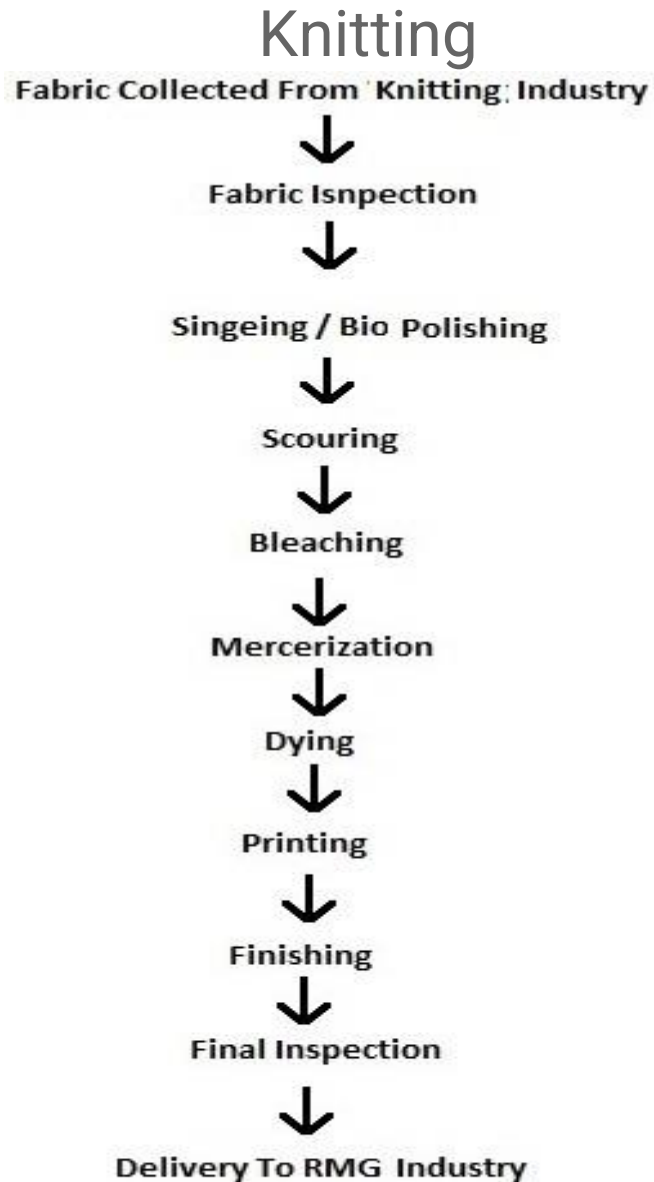 Knitting
Fabric Collected From Knitting Industry
Fabric Isnpection
Singeing / Bio Polishing
Scouring
Bleaching
Mercerization
Dying
Printing
Finishing
Final Inspection
Delivery To RMG Industry